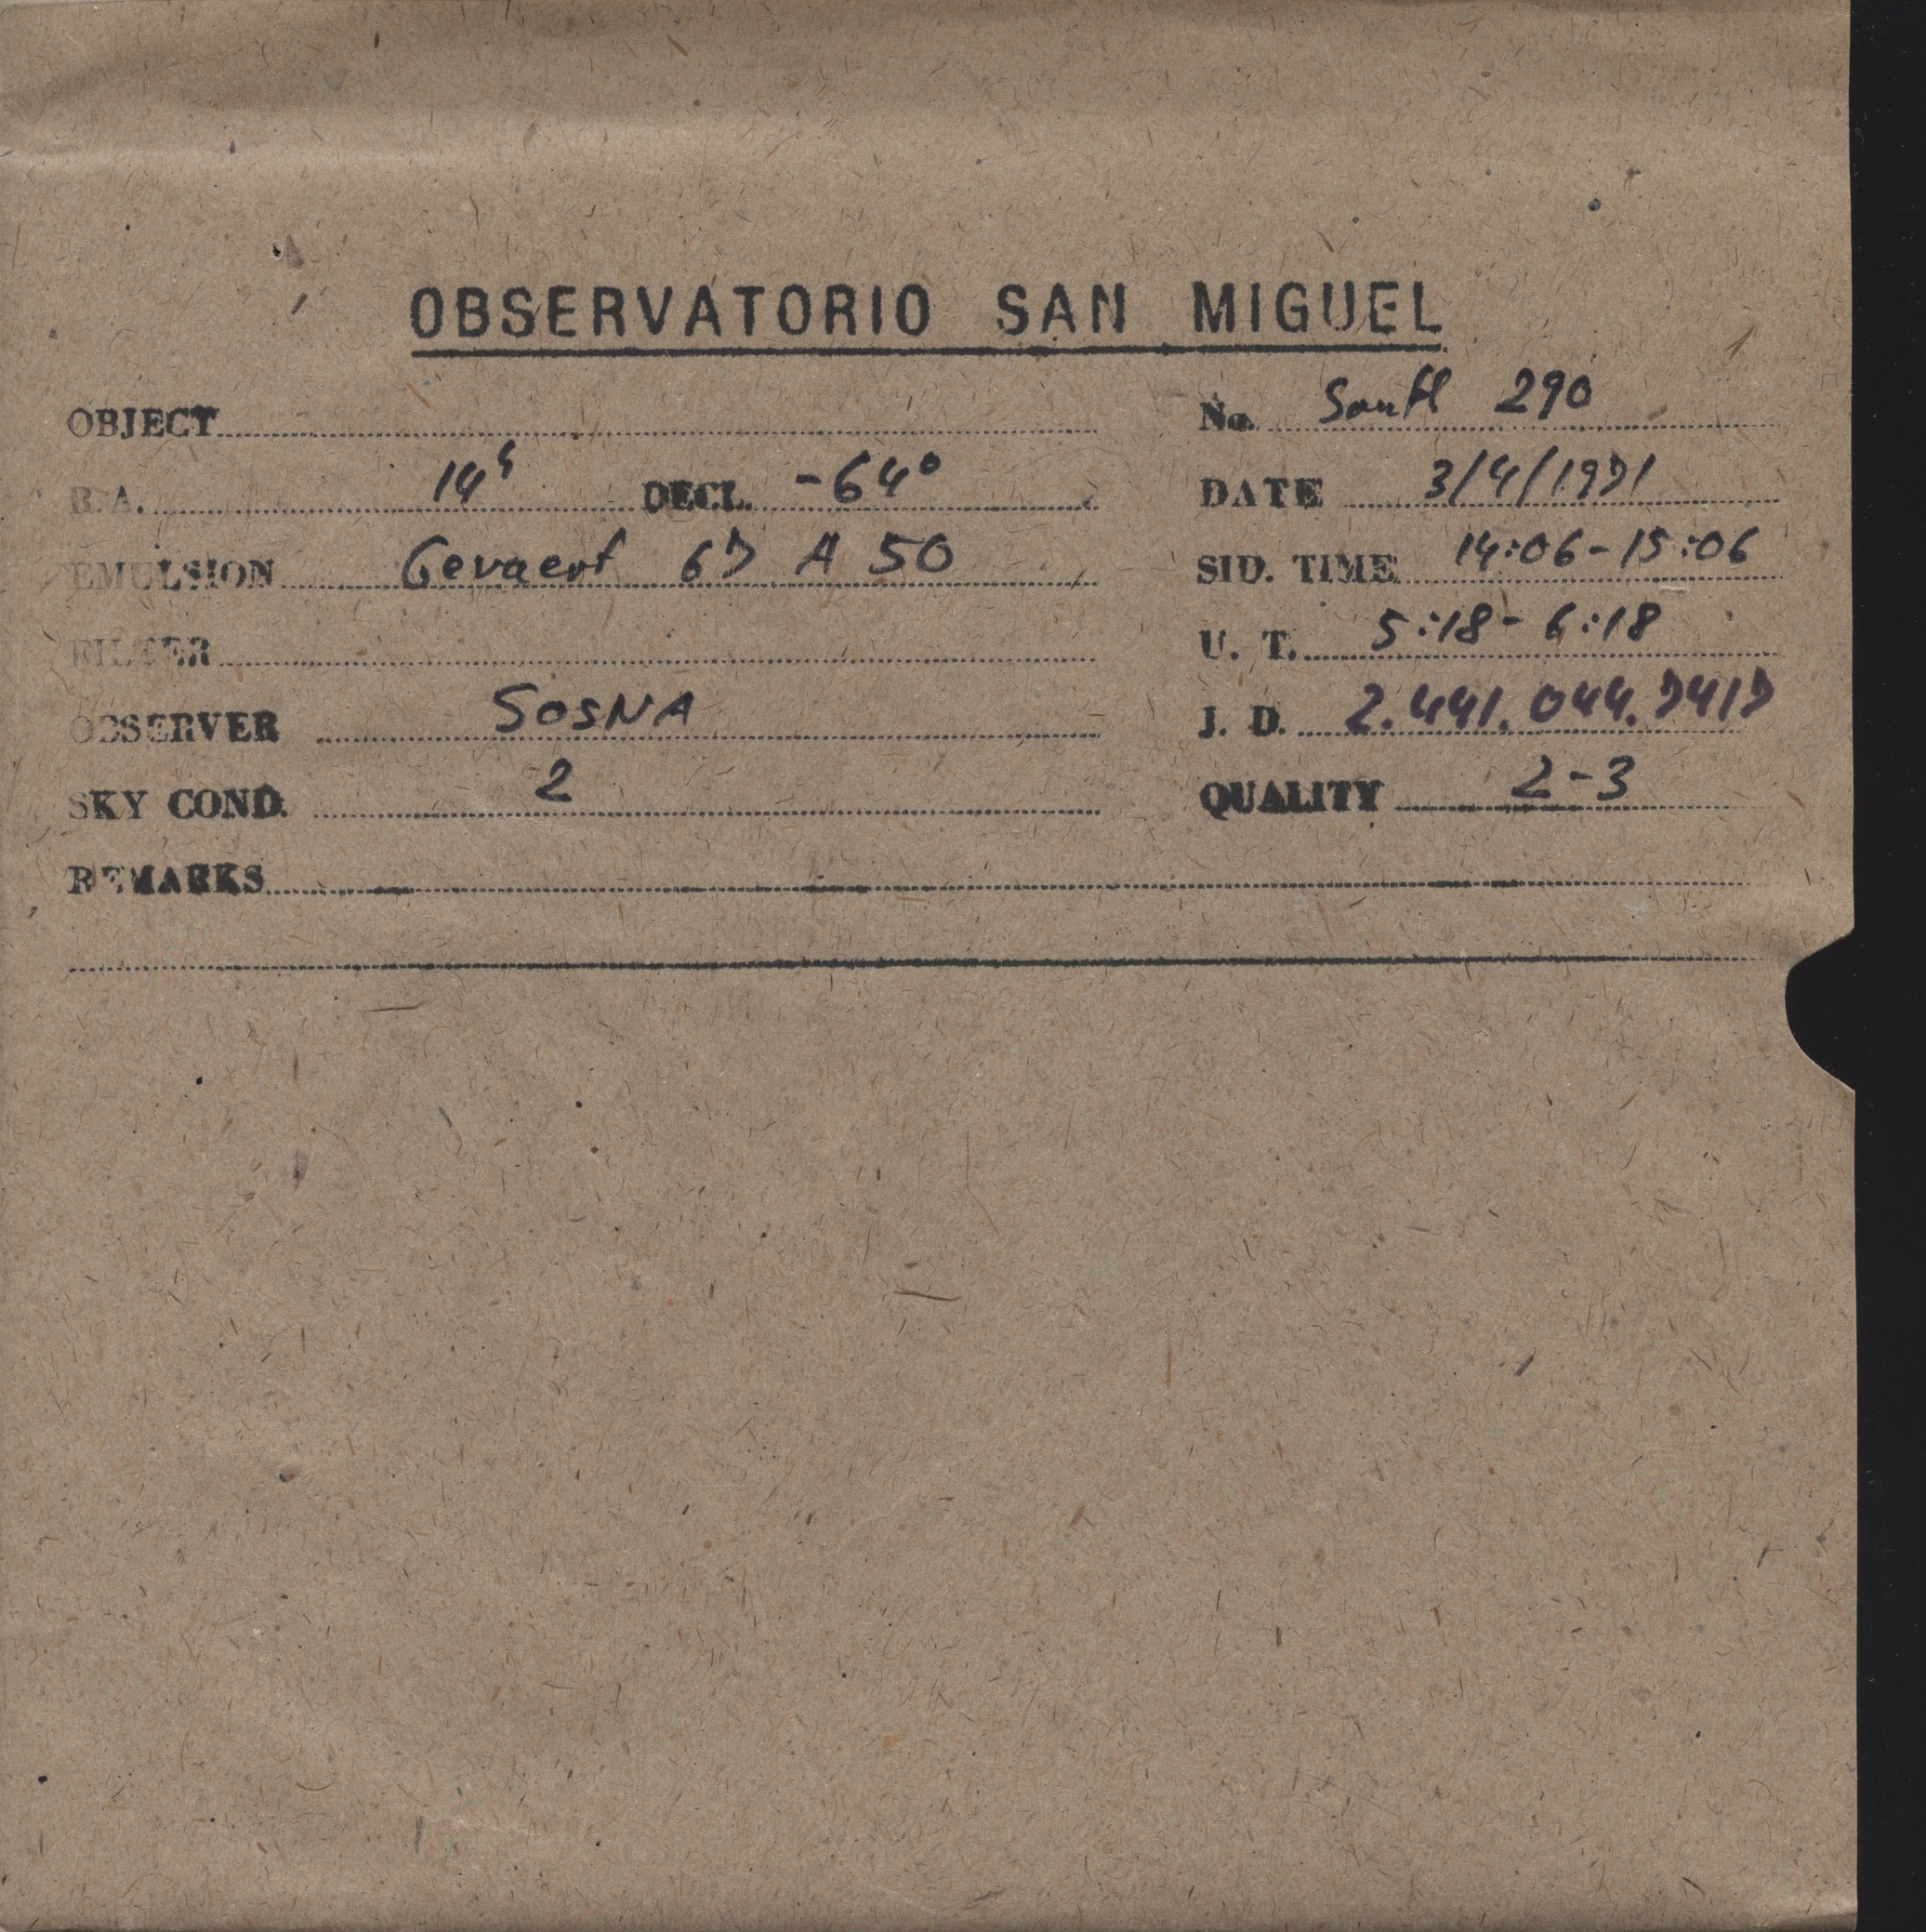 OBSERVATORIO SAN MIGUEL
OBJECT
No. South 290
R. A. 14h DECL. -64°
DATE 3/4/1971
EMULSION Gevaert 67 A 50
SID. TIME 14:06-15:06
FILTER
U. T. 5:18-6:18
OBSERVER SOSNA
J. D. 2.441.044.7417
SKY COND. 2
QUALITY 2-3
REMARKS